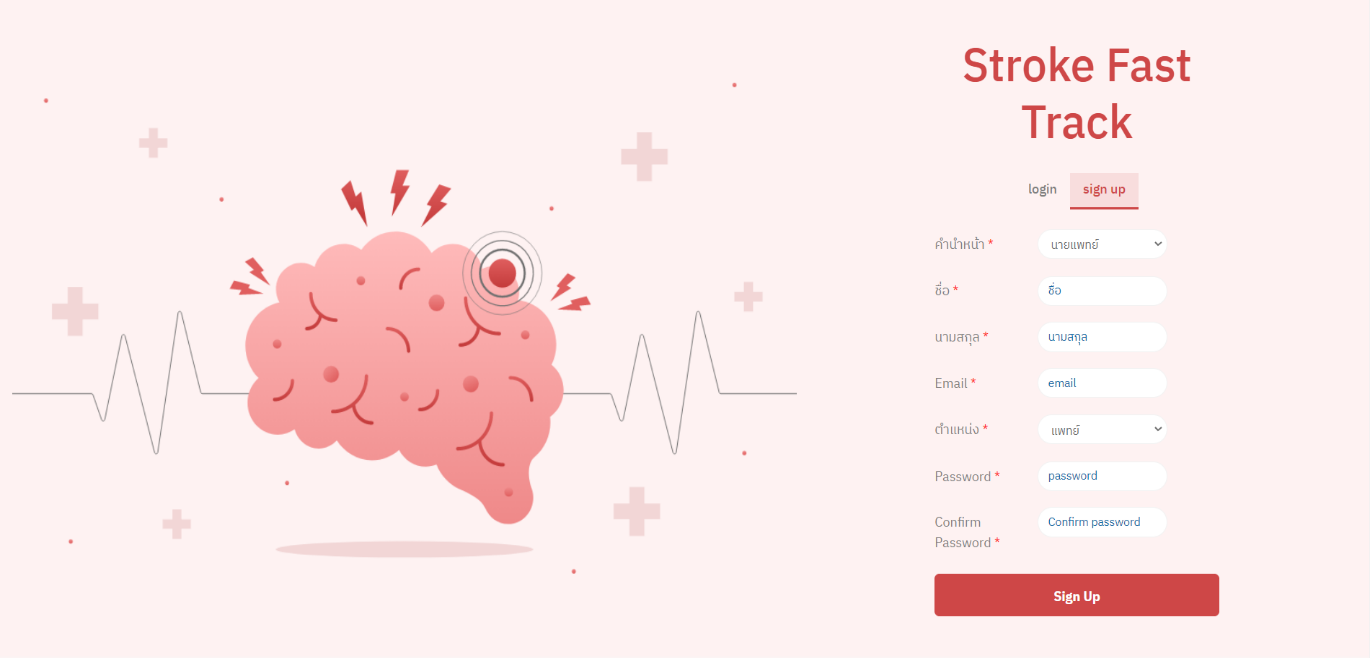 Stroke Fast
Track
login sign up
คำนำหน้า * นายแพทย์
ชื่อ * ชื่อ
นามสกุล * นามสกุล
Email * email
ตำแหน่ง * แพทย์
Password * password
Confirm
Password * Confirm password
Sign Up